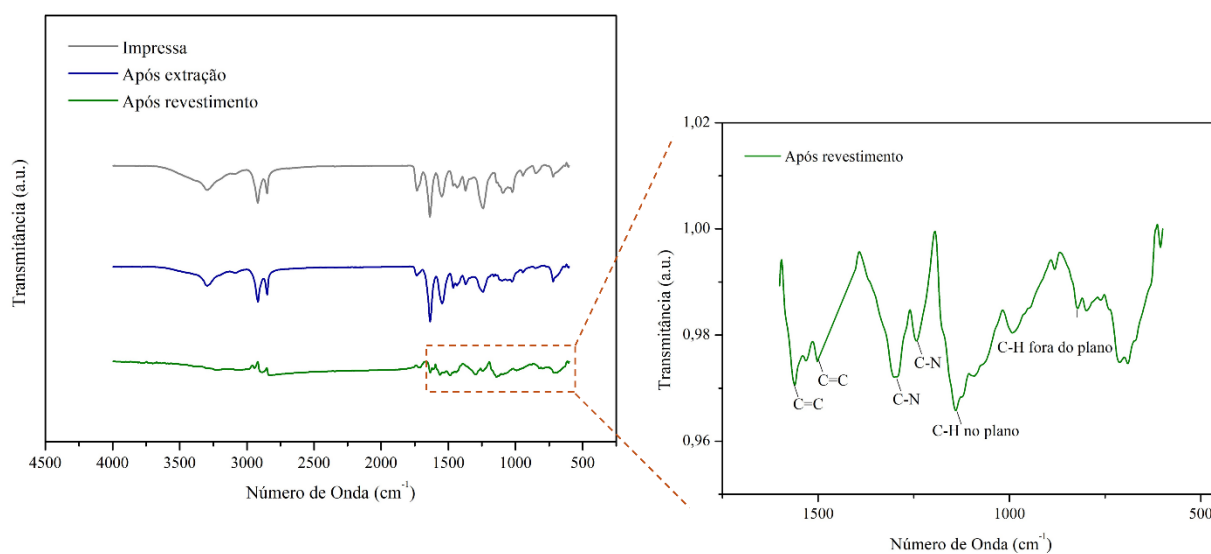 Impressa
Após extração
Após revestimento
Transmitância (a.u.)
4500 4000 3500 3000 2500 2000 1500 1000 500
Número de Onda (cm-1)
1,02
1,00
0,98
0,96
Após revestimento
Transmitância (a.u.)
C=C
C=C
C-N
C-N
C-H no plano
C-H fora do plano
1500 1000 500
Número de Onda (cm-1)